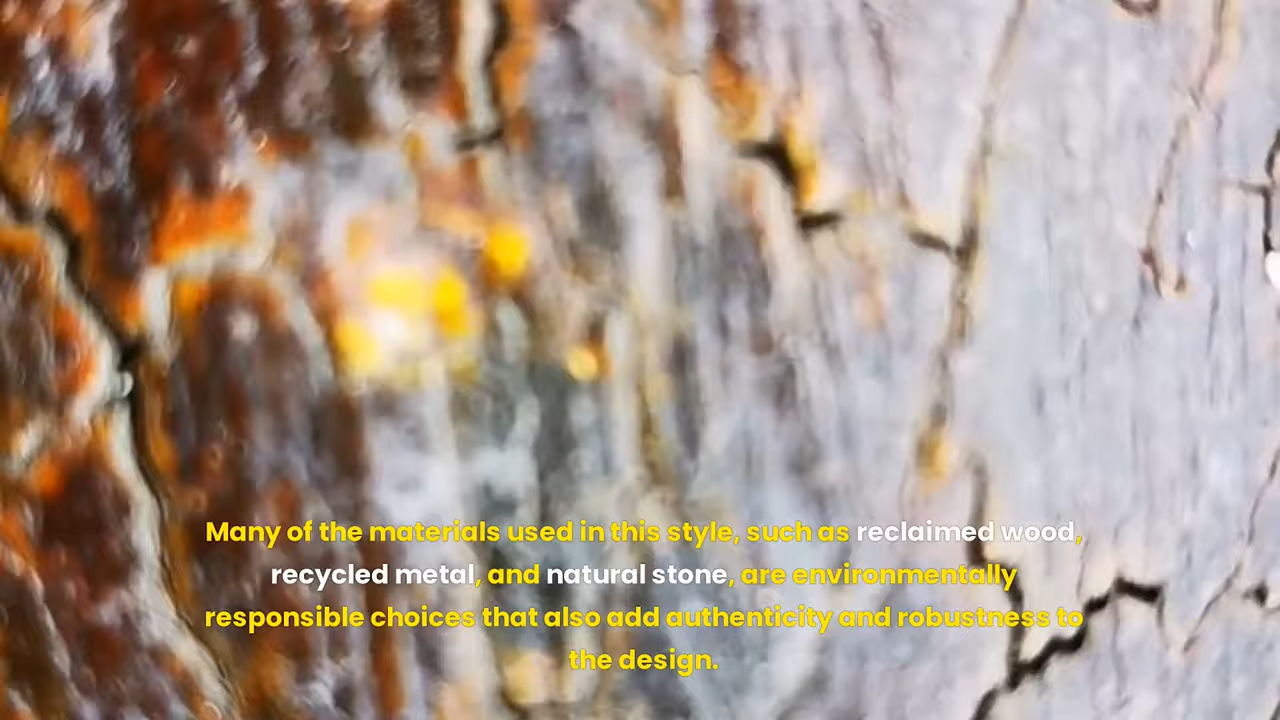 Many of the materials used in this style, such as reclaimed wood,
recycled metal, and natural stone, are environmentally
responsible choices that also add authenticity and robustness to
the design.